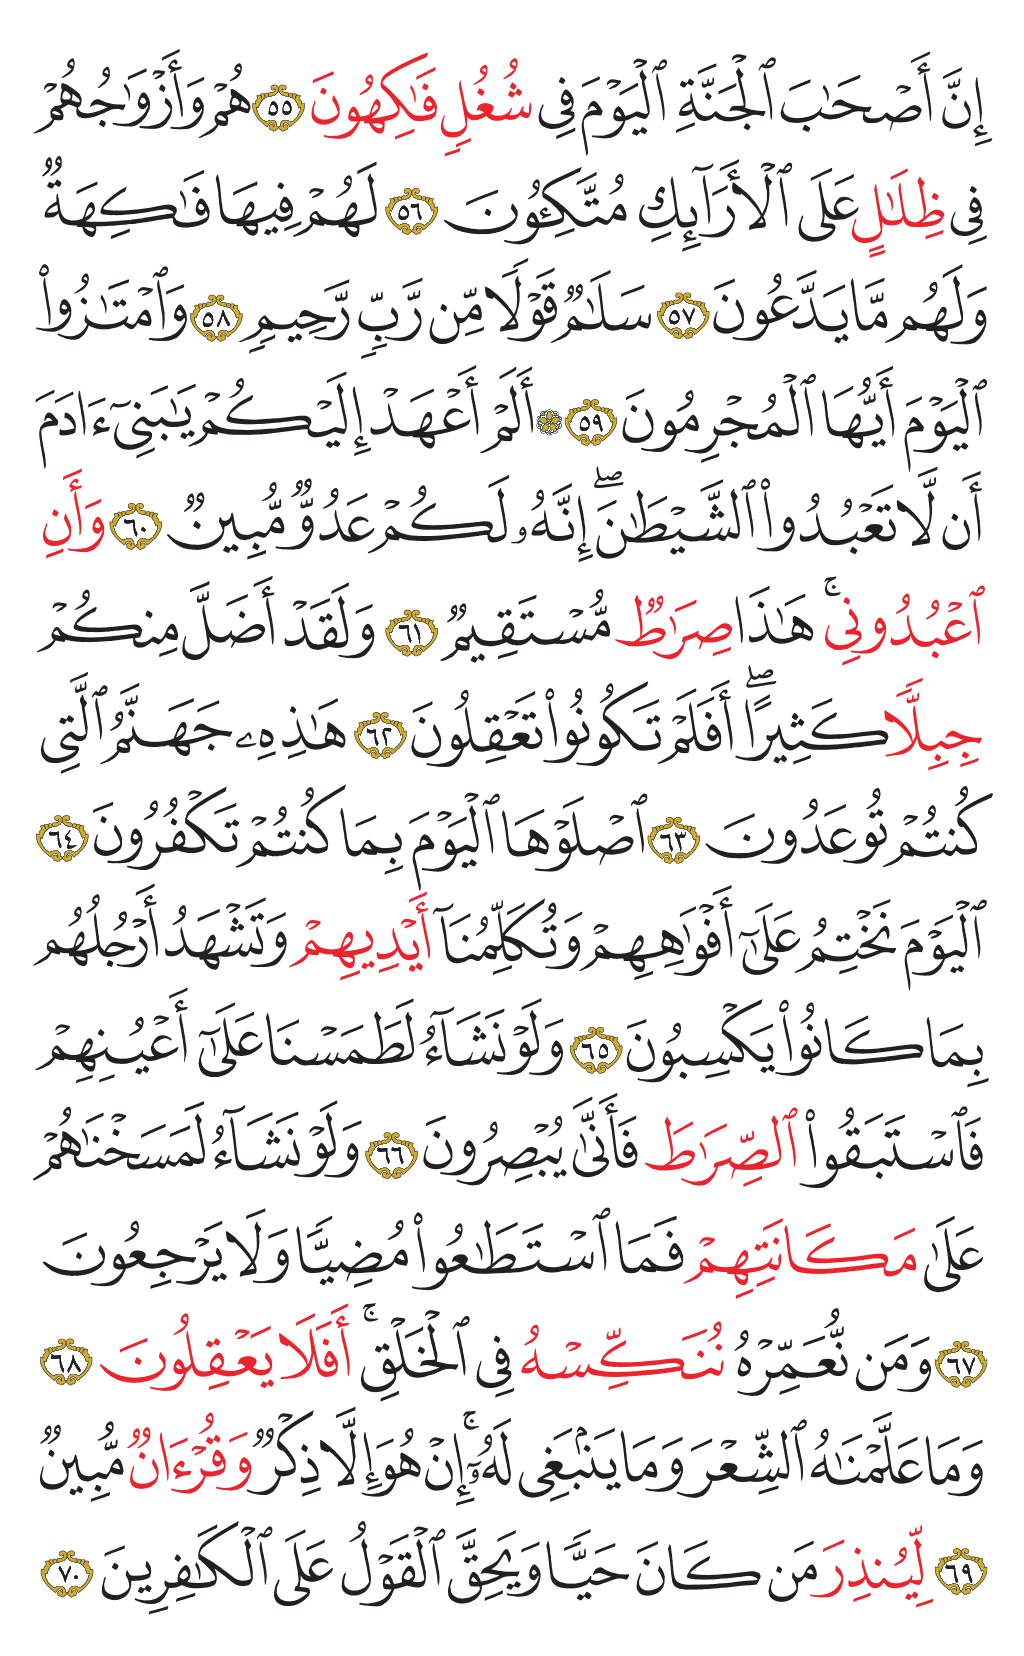 إِنَّ أَصْحَٰبَ ٱلْجَنَّةِ ٱلْيَوْمَ فِى شُغُلٍ فَٰكِهُونَ ٥٥ هُمْ وَأَزْوَٰجُهُمْ
فِى ظِلَٰلٍ عَلَى ٱلْأَرَآئِكِ مُتَّكِـُٔونَ ٥٦ لَهُمْ فِيهَا فَٰكِهَةٌ
وَلَهُم مَّا يَدَّعُونَ ٥٧ سَلَٰمٌ قَوْلًا مِّن رَّبٍّ رَّحِيمٍ ٥٨ وَٱمْتَٰزُوا۟
ٱلْيَوْمَ أَيُّهَا ٱلْمُجْرِمُونَ ٥٩ ۞ أَلَمْ أَعْهَدْ إِلَيْكُمْ يَٰبَنِىٓ ءَادَمَ
أَن لَّا تَعْبُدُوا۟ ٱلشَّيْطَٰنَ ۖ إِنَّهُۥ لَكُمْ عَدُوٌّ مُّبِينٌ ٦٠ وَأَنِ
ٱعْبُدُونِى ۚ هَٰذَا صِرَٰطٌ مُّسْتَقِيمٌ ٦١ وَلَقَدْ أَضَلَّ مِنكُمْ
جِبِلًّا كَثِيرًا ۖ أَفَلَمْ تَكُونُوا۟ تَعْقِلُونَ ٦٢ هَٰذِهِۦ جَهَنَّمُ ٱلَّتِى
كُنتُمْ تُوعَدُونَ ٦٣ ٱصْلَوْهَا ٱلْيَوْمَ بِمَا كُنتُمْ تَكْفُرُونَ ٦٤
ٱلْيَوْمَ نَخْتِمُ عَلَىٰٓ أَفْوَٰهِهِمْ وَتُكَلِّمُنَآ أَيْدِيهِمْ وَتَشْهَدُ أَرْجُلُهُم
بِمَا كَانُوا۟ يَكْسِبُونَ ٦٥ وَلَوْ نَشَآءُ لَطَمَسْنَا عَلَىٰٓ أَعْيُنِهِمْ
فَٱسْتَبَقُوا۟ ٱلصِّرَٰطَ فَأَنَّىٰ يُبْصِرُونَ ٦٦ وَلَوْ نَشَآءُ لَمَسَخْنَٰهُمْ
عَلَىٰ مَكَانَتِهِمْ فَمَا ٱسْتَطَٰعُوا۟ مُضِيًّا وَلَا يَرْجِعُونَ
٦٧ وَمَن نُّعَمِّرْهُ نُنَكِّسْهُ فِى ٱلْخَلْقِ ۚ أَفَلَا يَعْقِلُونَ ٦٨
وَمَا عَلَّمْنَٰهُ ٱلشِّعْرَ وَمَا يَنۢبَغِى لَهُۥٓ ۚ إِنْ هُوَ إِلَّا ذِكْرٌ وَقُرْءَانٌ مُّبِينٌ
٦٩ لِّيُنذِرَ مَن كَانَ حَيًّا وَيَحِقَّ ٱلْقَوْلُ عَلَى ٱلْكَٰفِرِينَ ٧٠